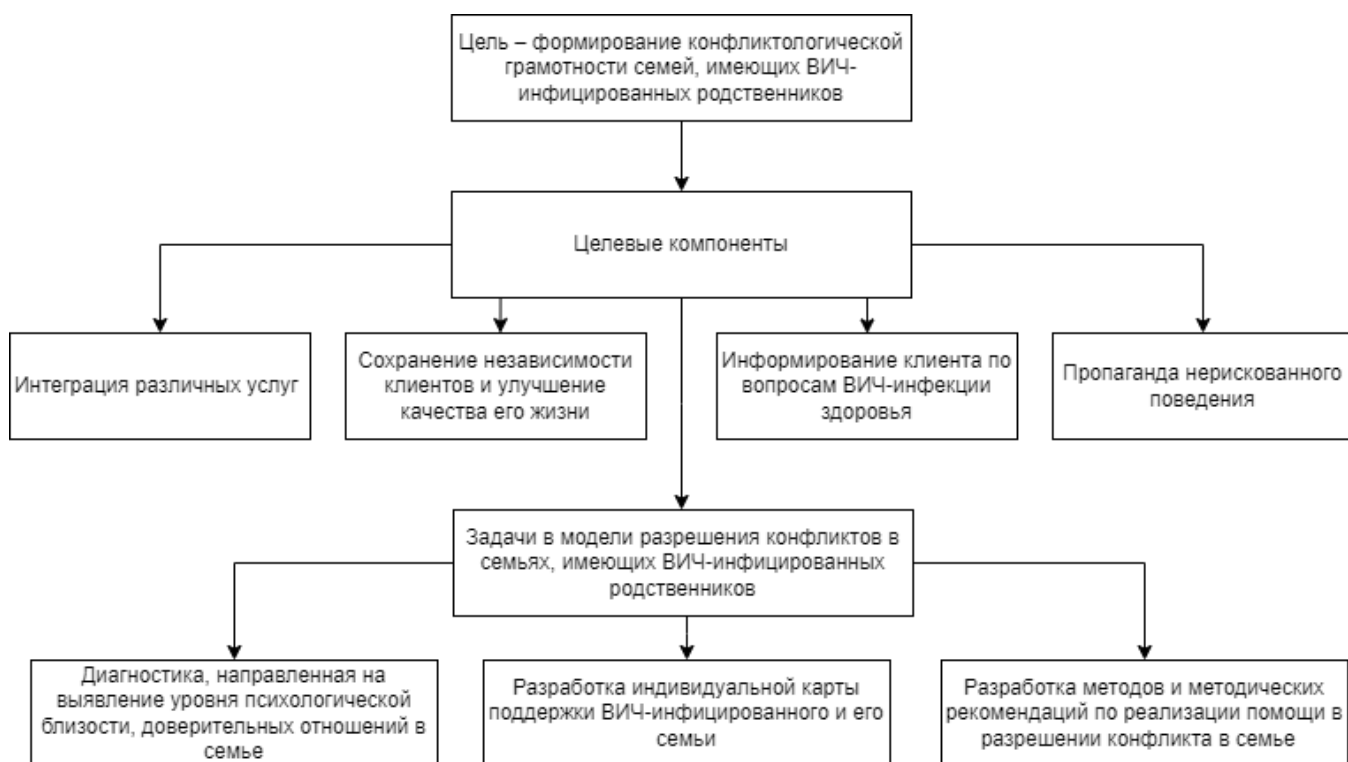 Цель – формирование конфликтологической
грамотности семей, имеющих ВИЧ-
инфицированных родственников
Целевые компоненты
Интеграция различных услуг
Сохранение независимости
клиентов и улучшение
качества его жизни
Информирование клиента по
вопросам ВИЧ-инфекции
здоровья
Пропаганда нерискованного
поведения
Задачи в модели разрешения конфликтов в
семьях, имеющих ВИЧ-инфицированных
родственников
Диагностика, направленная на
выявление уровня психологической
близости, доверительных отношений в
семье
Разработка индивидуальной карты
поддержки ВИЧ-инфицированного и его
семьи
Разработка методов и методических
рекомендаций по реализации помощи в
разрешении конфликта в семье